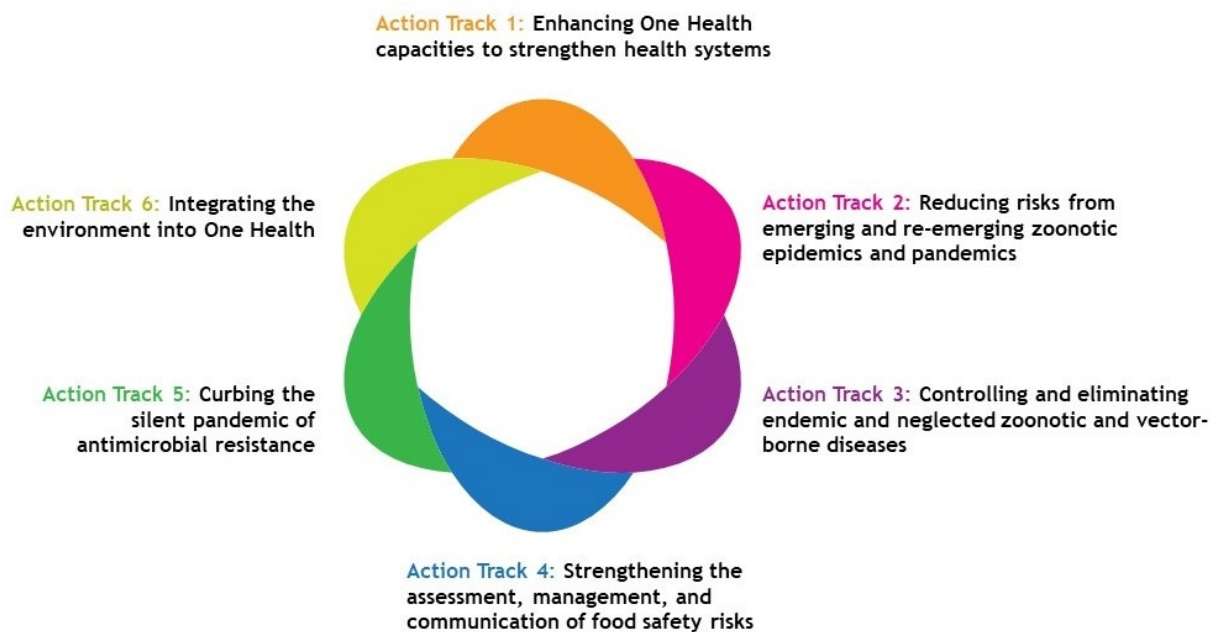 Action Track 1: Enhancing One Health
capacities to strengthen health systems
Action Track 2: Reducing risks from
emerging and re-emerging zoonotic
epidemics and pandemics
Action Track 3: Controlling and eliminating
endemic and neglected zoonotic and vector-
borne diseases
Action Track 4: Strengthening the
assessment, management, and
communication of food safety risks
Action Track 5: Curbing the
silent pandemic of
antimicrobial resistance
Action Track 6: Integrating the
environment into One Health